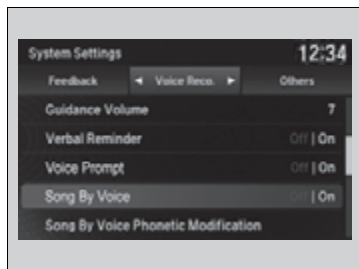 System Settings 12:34
Feedback ◄ Voice Reco. ► Others
Guidance Volume 7
Verbal Reminder Off | On
Voice Prompt Off | On
Song By Voice Off | On
Song By Voice Phonetic Modification